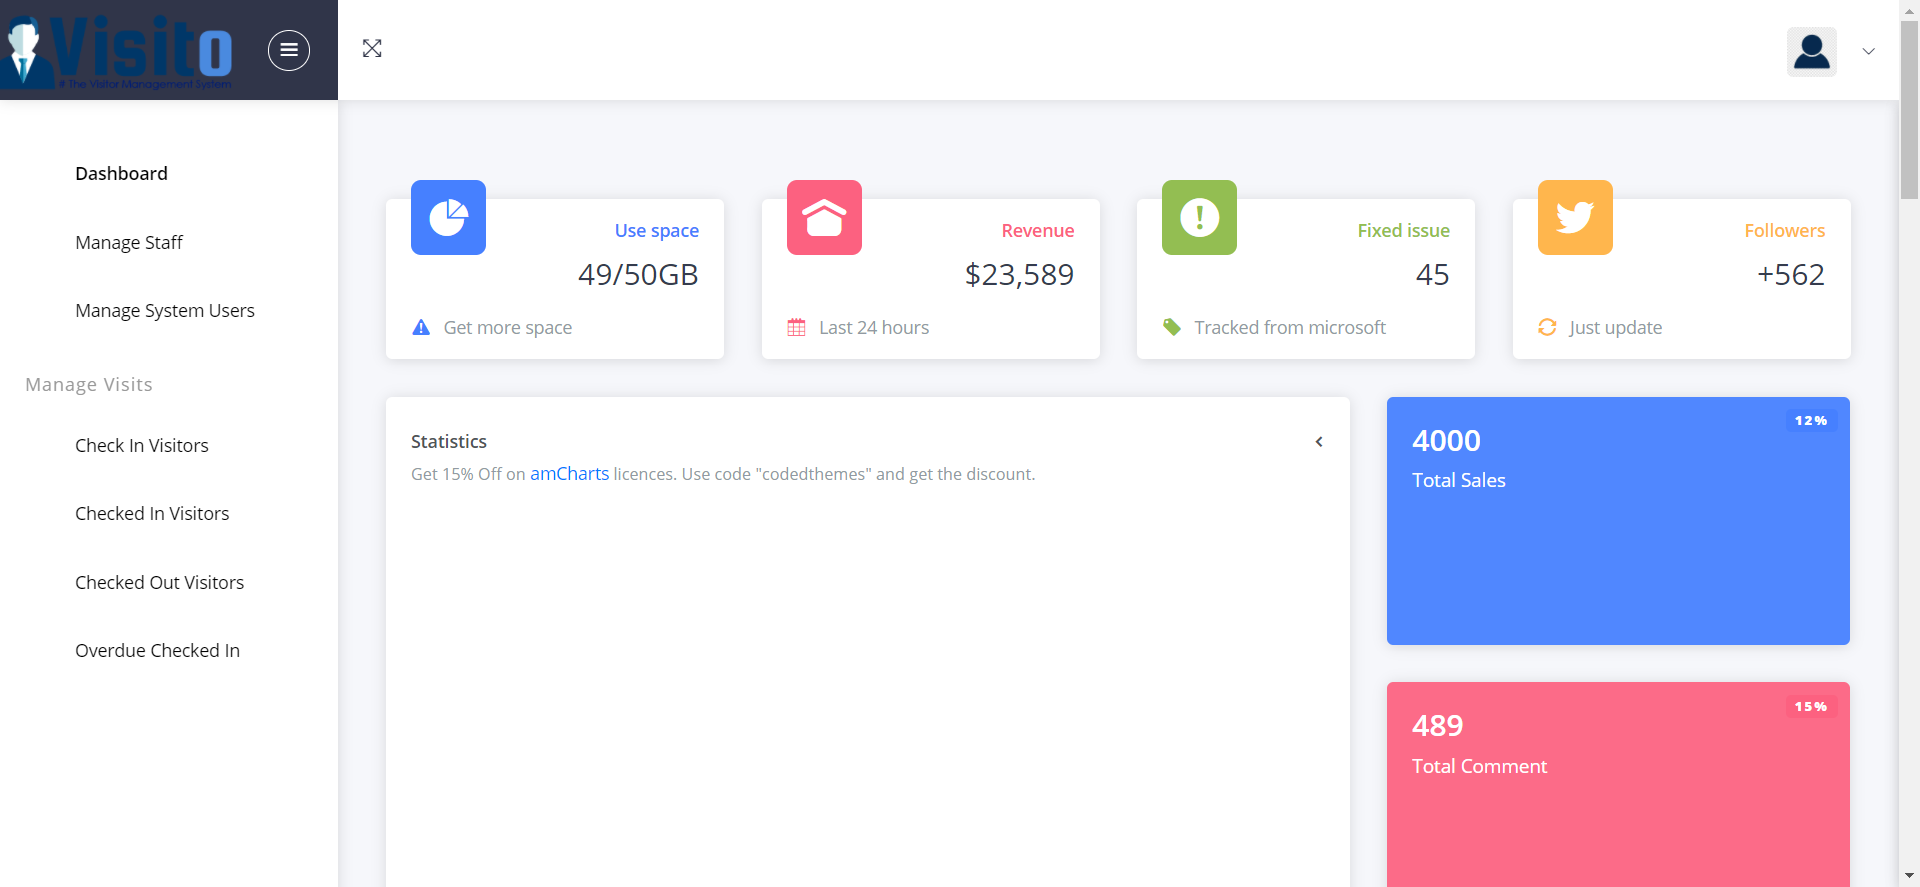 Visito
# The Visitor Management System
Dashboard
Manage Staff
Manage System Users
Manage Visits
Check In Visitors
Checked In Visitors
Checked Out Visitors
Overdue Checked In
Use space
49/50GB
Get more space
Revenue
$23,589
Last 24 hours
Fixed issue
45
Tracked from microsoft
Followers
+562
Just update
Statistics
Get 15% Off on amCharts licences. Use code "codedthemes" and get the discount.
12%
4000
Total Sales
15%
489
Total Comment